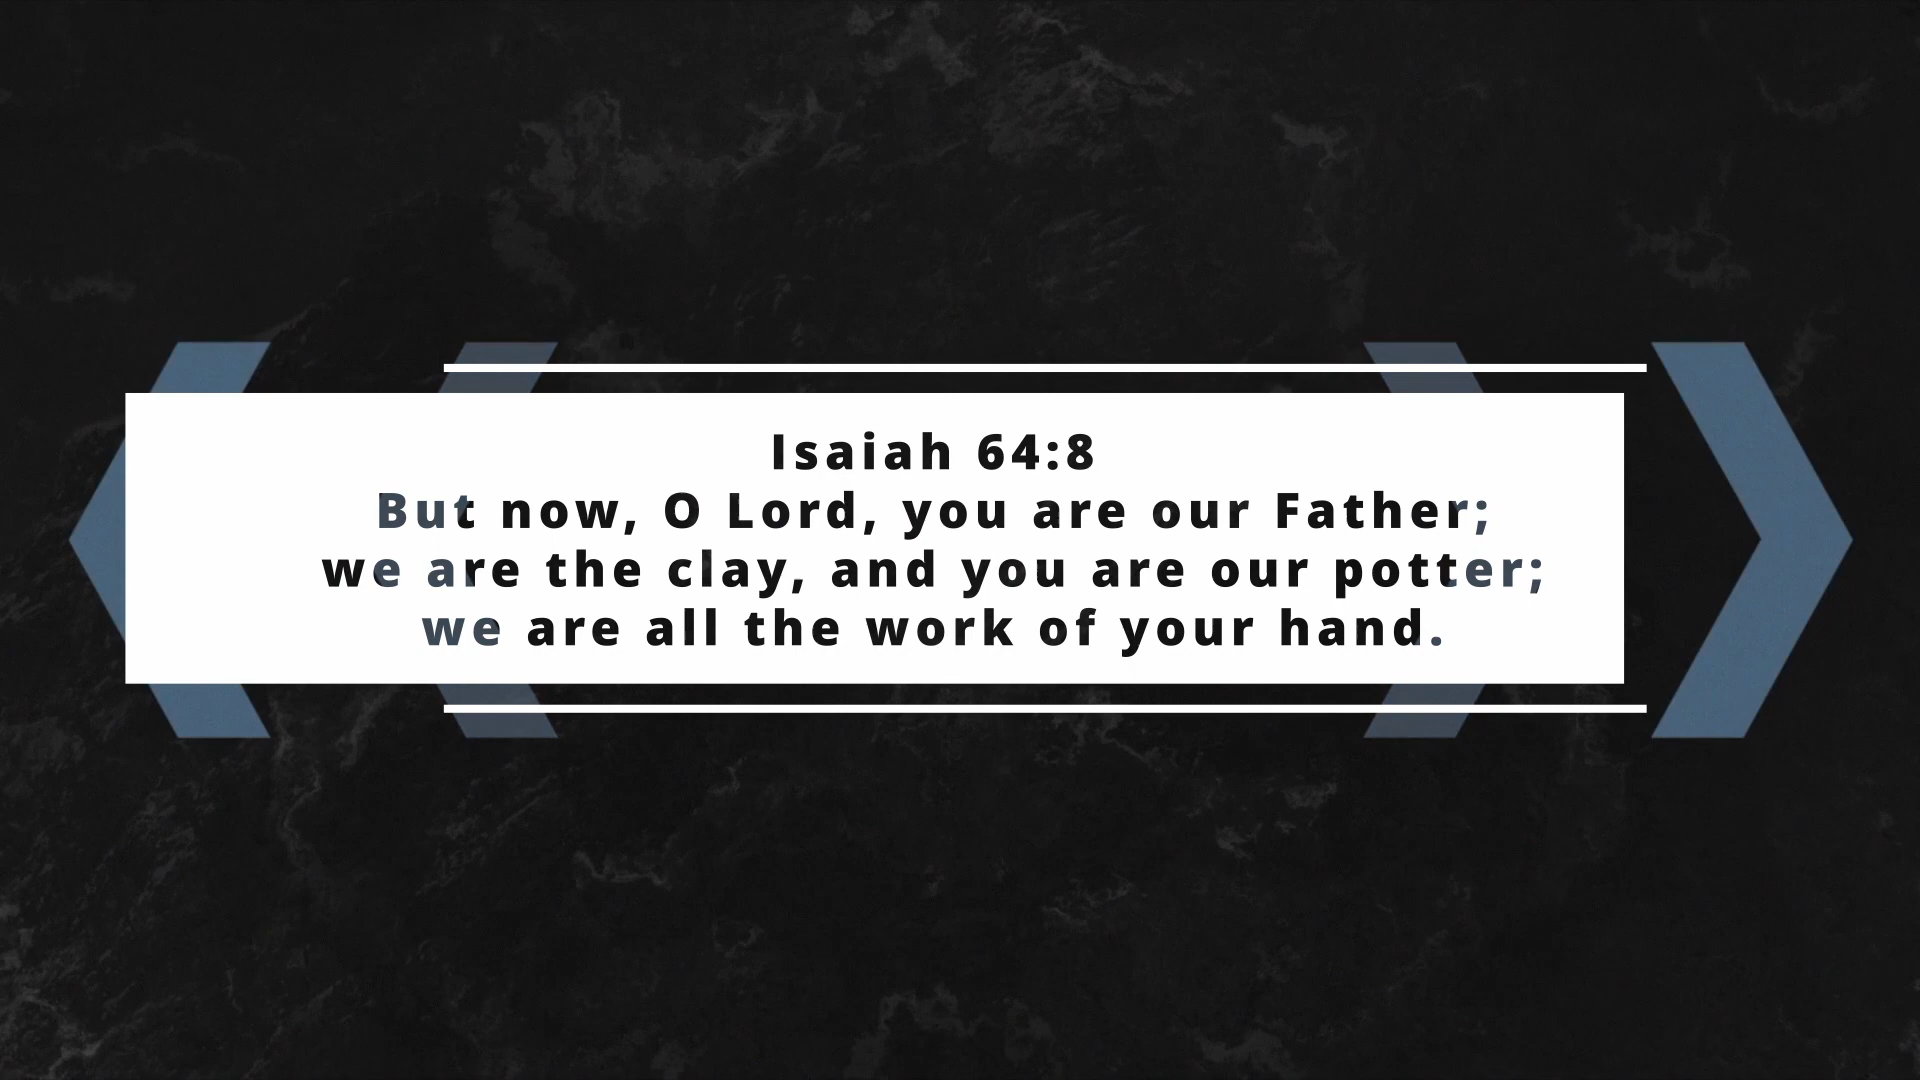 Isaiah 64:8
But now, O Lord, you are our Father;
we are the clay, and you are our potter;
we are all the work of your hand.